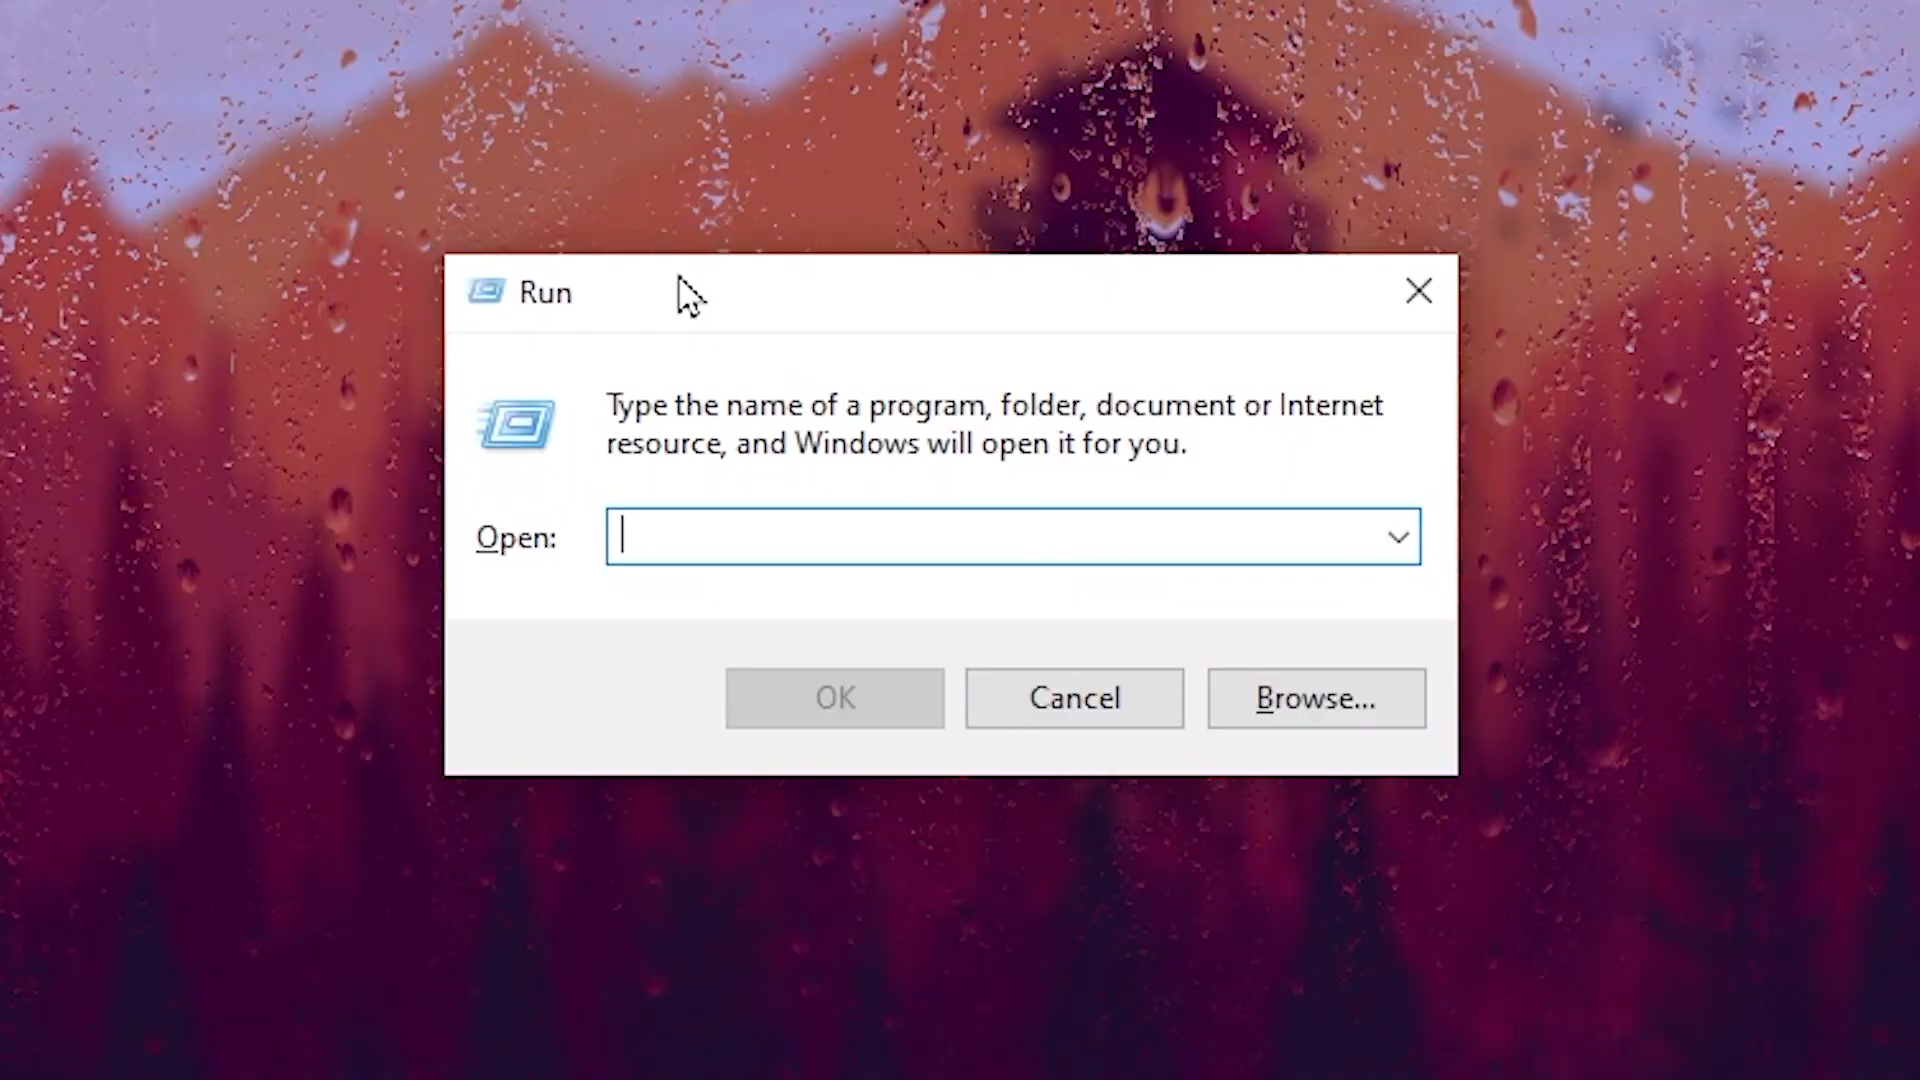 Run
Type the name of a program, folder, document or Internet
resource, and Windows will open it for you.
Open:
OK
Cancel
Browse...